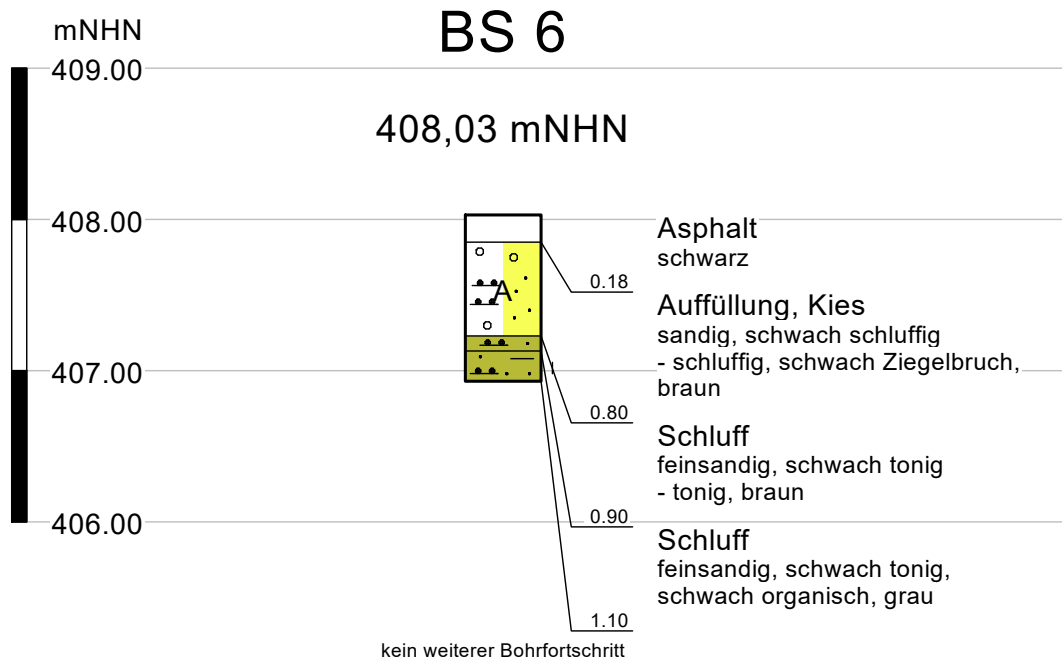 mNHN
BS 6
409.00
408,03 mNHN
408.00
Asphalt
schwarz
0.18
A
Auffüllung, Kies
sandig, schwach schluffig
- schluffig, schwach Ziegelbruch,
braun
407.00
0.80
Schluff
feinsandig, schwach tonig
- tonig, braun
0.90
406.00
Schluff
feinsandig, schwach tonig,
schwach organisch, grau
1.10
kein weiterer Bohrfortschritt